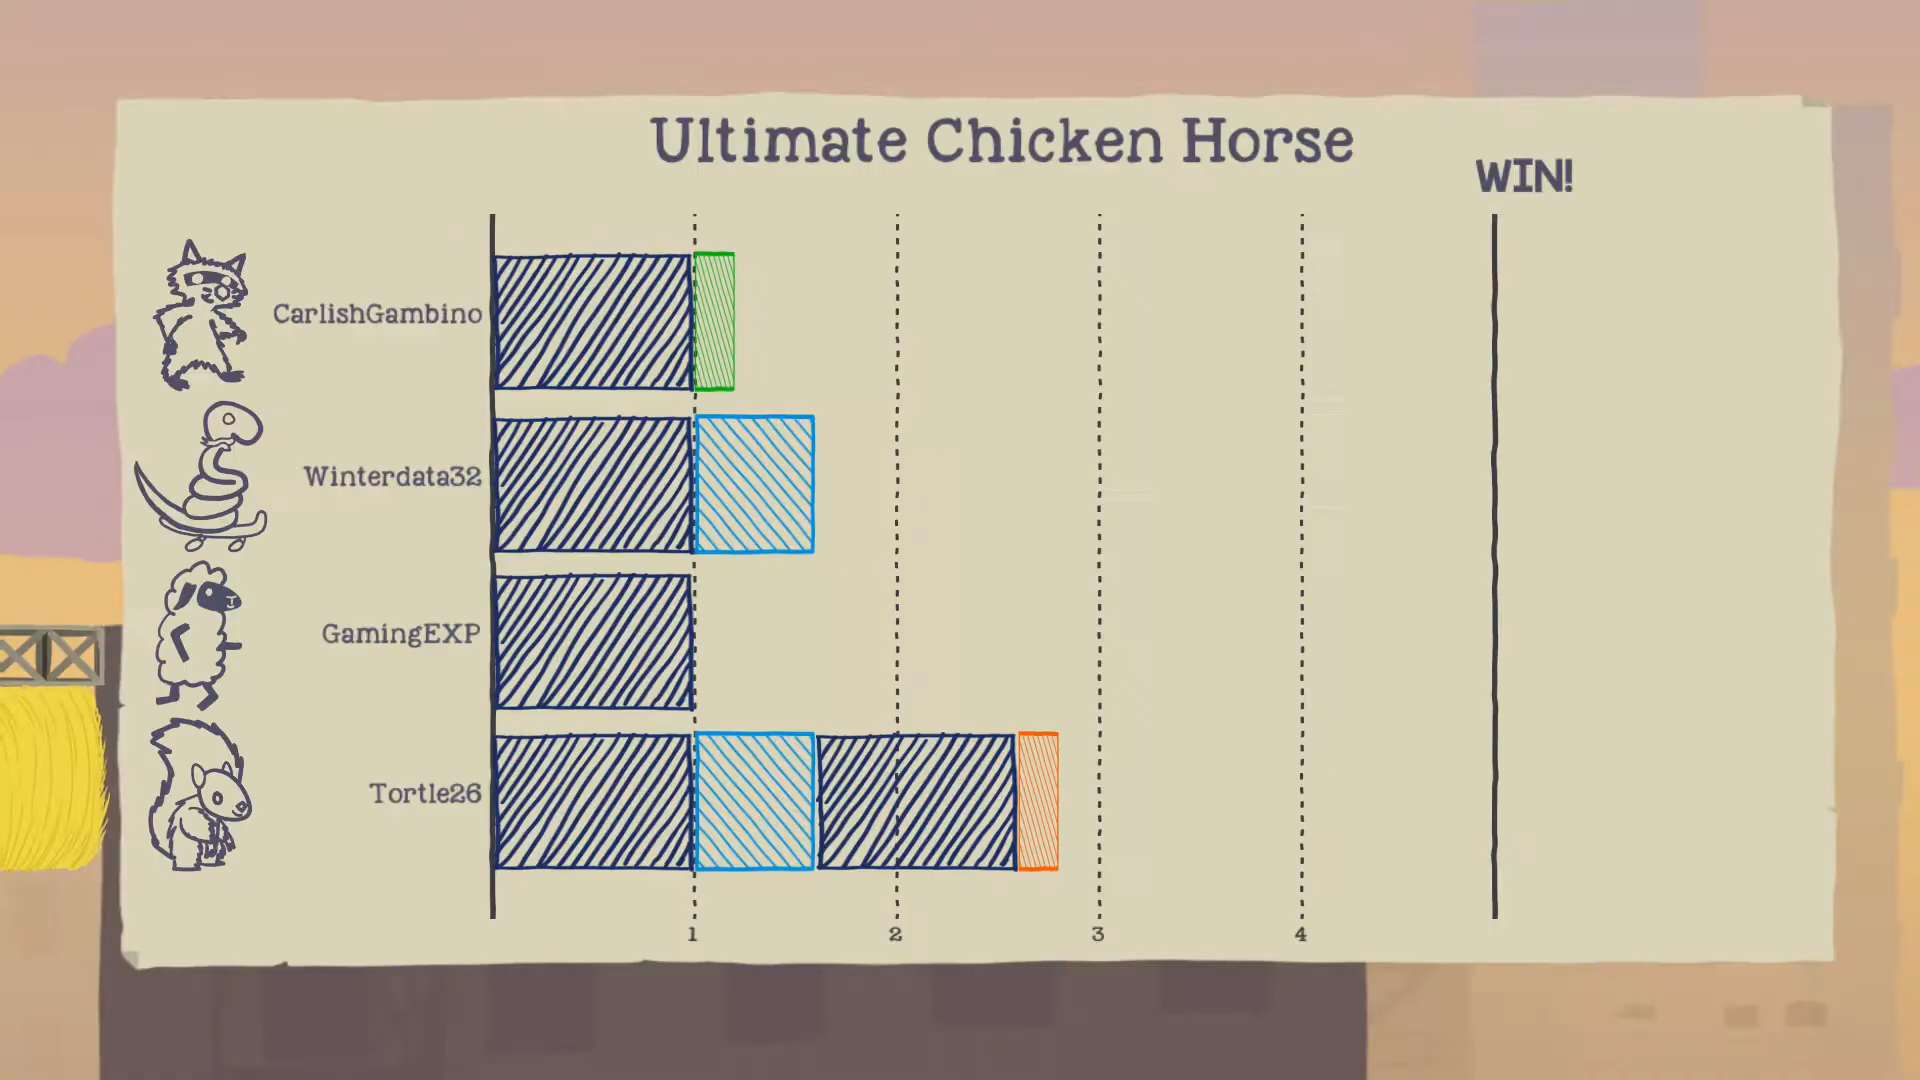 Ultimate Chicken Horse
WIN!
CarlishGambino
Winterdata32
GamingEXP
Tortle26
1 2 3 4